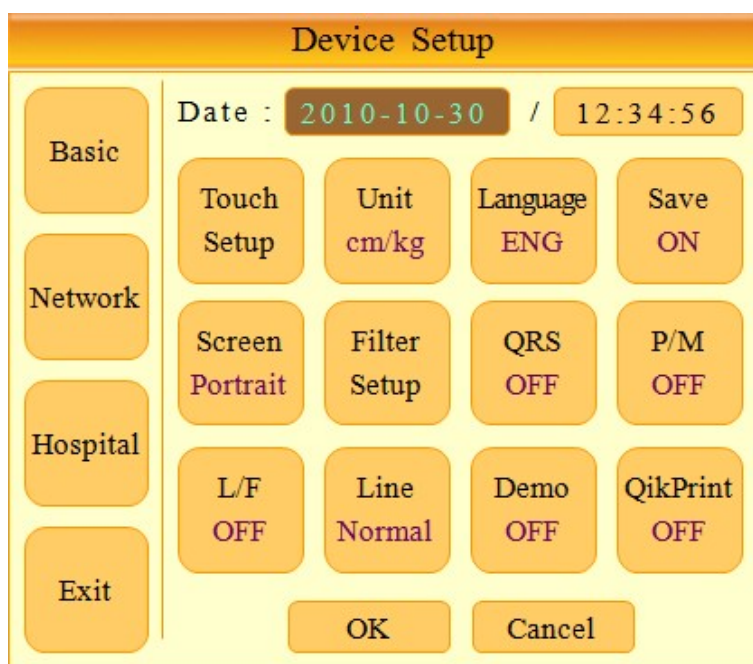 Device Setup
Date : 2010-10-30 / 12:34:56
Basic
Network
Hospital
Exit
Touch
Setup
Unit
cm/kg
Language
ENG
Save
ON
Screen
Portrait
Filter
Setup
QRS
OFF
P/M
OFF
L/F
OFF
Line
Normal
Demo
OFF
QikPrint
OFF
OK
Cancel